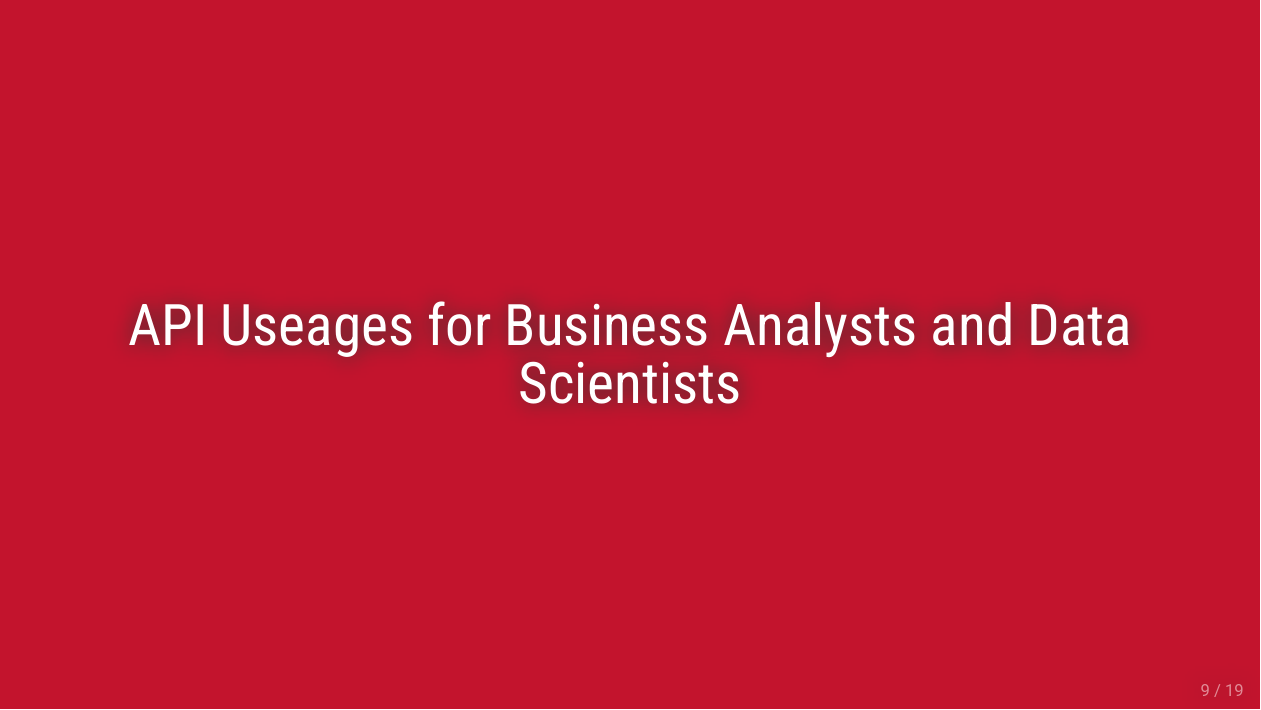 API Useages for Business Analysts and Data
Scientists
9 / 19